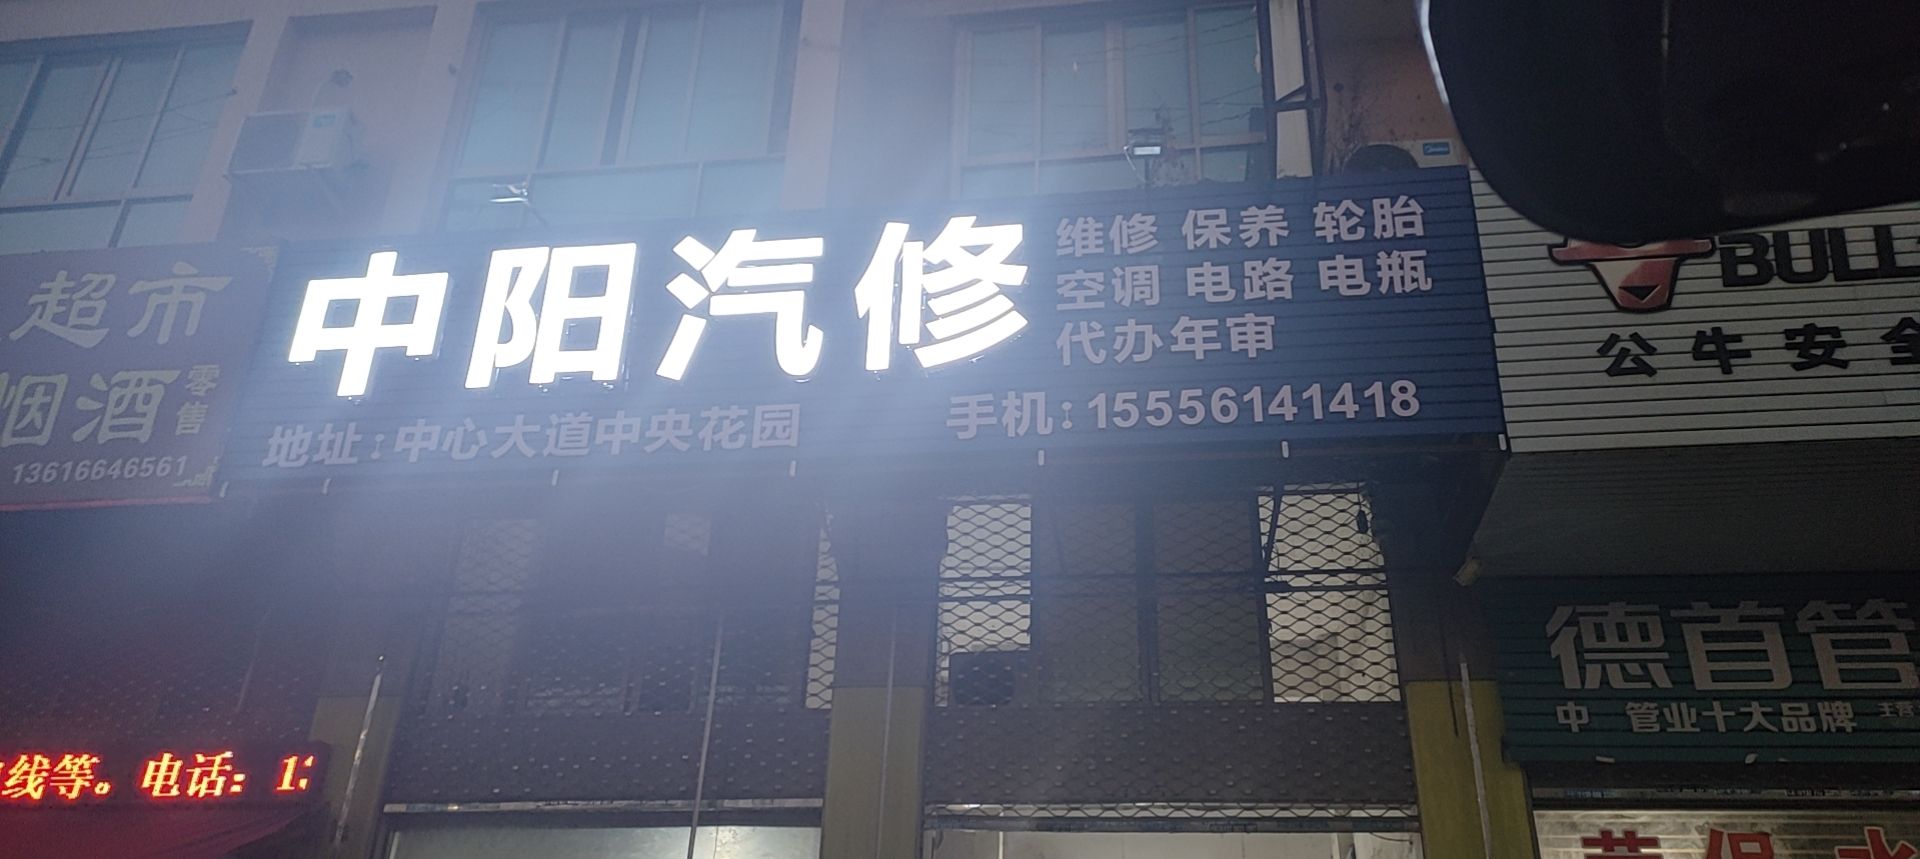 超市
烟酒 零售
13616646561
中阳汽修
维修 保养 轮胎
空调 电路 电瓶
代办年审
地址：中心大道中央花园
手机：15556141418
BULL
公牛安全
德首管
中 管业十大品牌
线等。电话：1
保 水